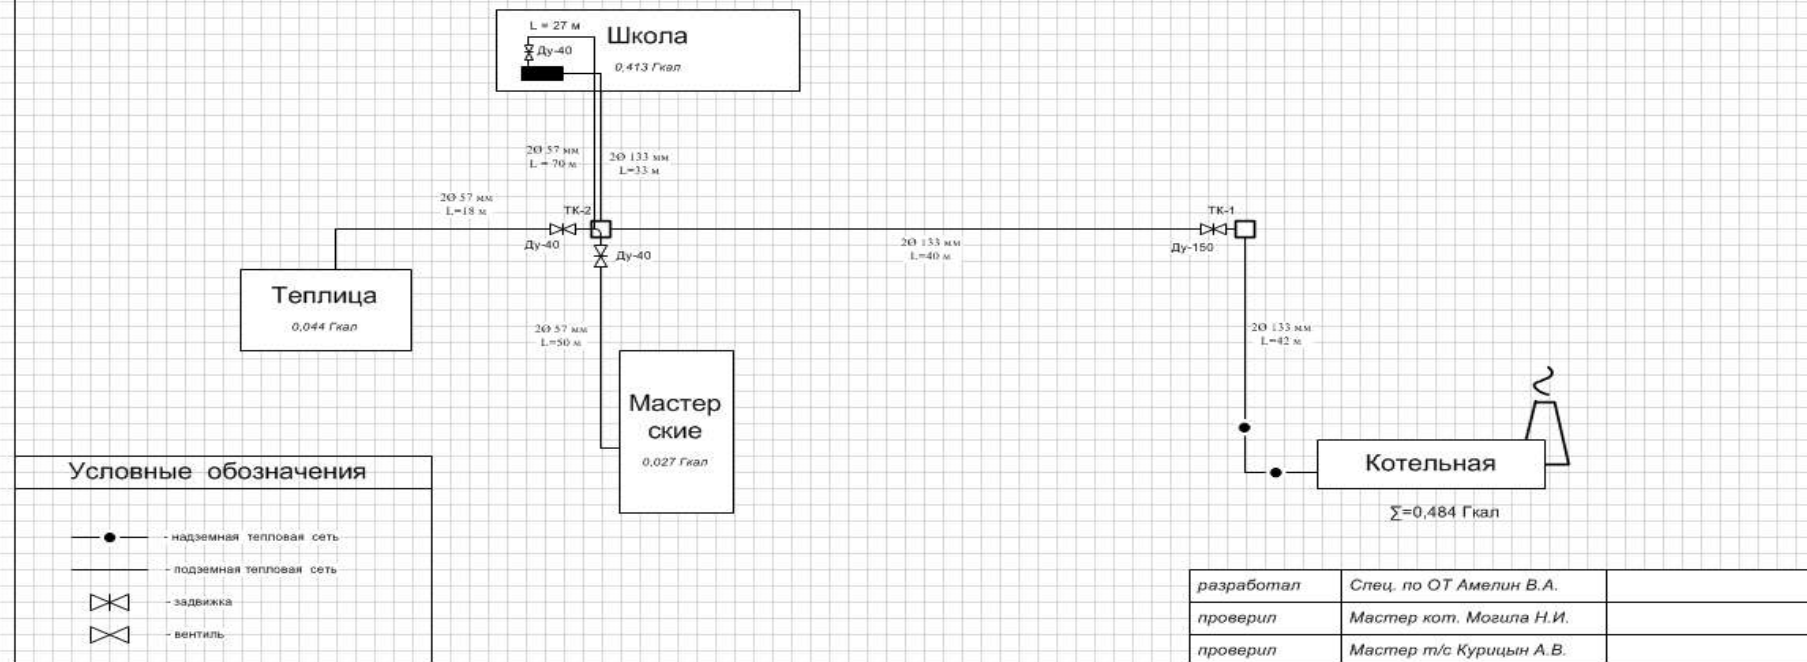 L = 27 м
Школа
Ду-40
0,413 Гкал
2Ø 57 мм
L = 70 м
2Ø 133 мм
L=33 м
2Ø 57 мм
L=18 м
ТК-2
ТК-1
Ду-40
Ду-40
2Ø 133 мм
L=40 м
Ду-150
Теплица
0,044 Гкал
2Ø 57 мм
L=50 м
2Ø 133 мм
L=42 м
Мастер
ские
0,027 Гкал
Котельная
∑=0,484 Гкал
Условные обозначения
- надземная тепловая сеть
- подземная тепловая сеть
- задвижка
- вентиль
разработал Спец. по ОТ Амелин В.А.
проверил Мастер кот. Могила Н.И.
проверил Мастер т/с Курицын А.В.